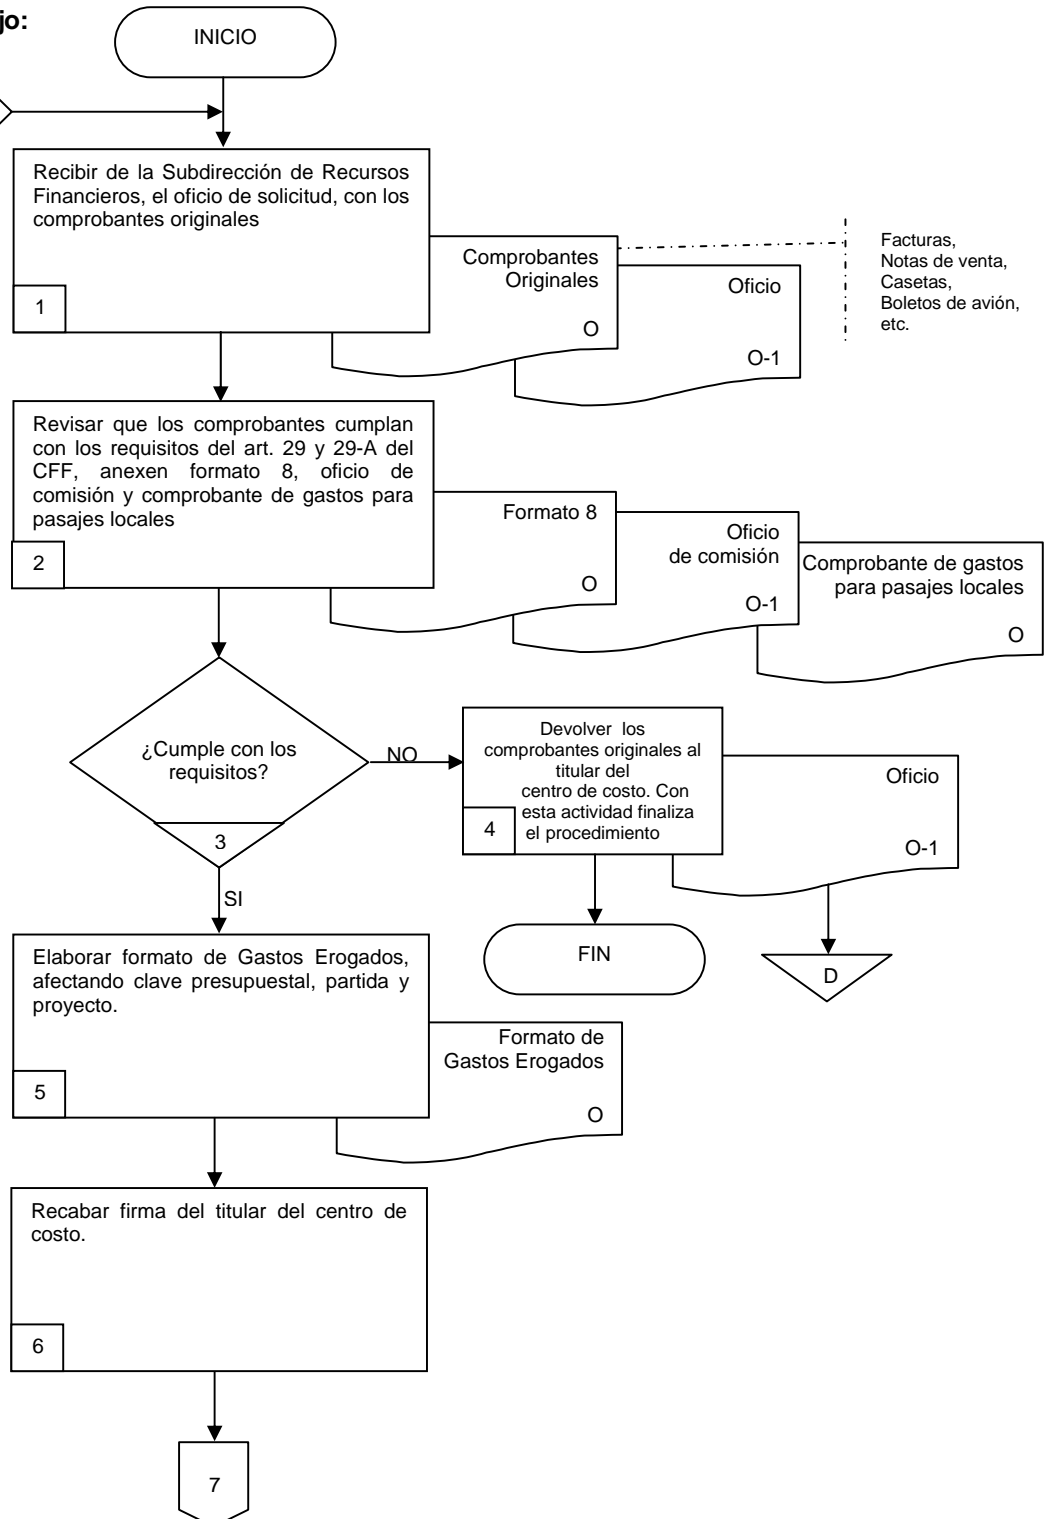 jo:
INICIO
Recibir de la Subdirección de Recursos
Financieros, el oficio de solicitud, con los
comprobantes originales
1
Comprobantes
Originales
O
Oficio
O-1
Facturas,
Notas de venta,
Casetas,
Boletos de avión,
etc.
Revisar que los comprobantes cumplan
con los requisitos del art. 29 y 29-A del
CFF, anexen formato 8, oficio de
comisión y comprobante de gastos para
pasajes locales
2
Formato 8
O
Oficio
de comisión
O-1
Comprobante de gastos
para pasajes locales
O
¿Cumple con los
requisitos?
3
NO
SI
Devolver los
comprobantes originales al
titular del
centro de costo. Con
esta actividad finaliza
el procedimiento
4
Oficio
O-1
FIN
D
Elaborar formato de Gastos Erogados,
afectando clave presupuestal, partida y
proyecto.
5
Formato de
Gastos Erogados
O
Recabar firma del titular del centro de
costo.
6
7